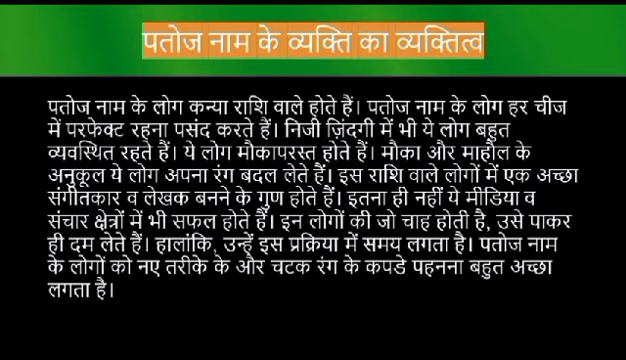 पतोज नाम के व्यक्ति का व्यक्तित्व
पतोज नाम के लोग कन्या राशि वाले होते हैं। पतोज नाम के लोग हर चीज
में परफेक्ट रहना पसंद करते हैं। निजी ज़िंदगी में भी ये लोग बहुत
व्यवस्थित रहते हैं। ये लोग मौकापरस्त होते हैं। मौका और माहौल के
अनुकूल ये लोग अपना रंग बदल लेते हैं। इस राशि वाले लोगों में एक अच्छा
संगीतकार व लेखक बनने के गुण होते हैं। इतना ही नहीं ये मीडिया व
संचार क्षेत्रों में भी सफल होते हैं। इन लोगों की जो चाह होती है, उसे पाकर
ही दम लेते हैं। हालांकि, उन्हें इस प्रक्रिया में समय लगता है। पतोज नाम
के लोगों को नए तरीके के और चटक रंग के कपडे पहनना बहुत अच्छा
लगता है।